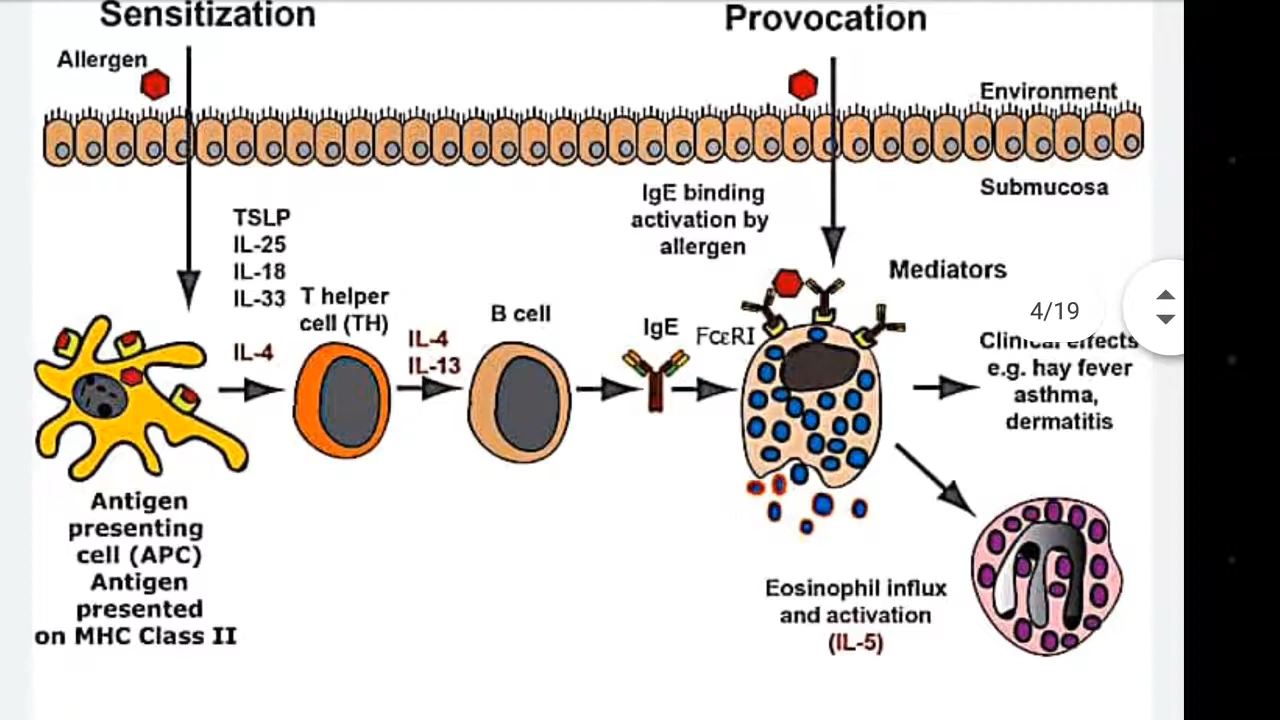 Sensitization
Provocation
Allergen
Environment
Submucosa
TSLP
IL-25
IL-18
IL-33
IL-4
T helper
cell (TH)
IL-4
IL-13
B cell
IgE
IgE binding
activation by
allergen
FcεRI
Mediators
4/19
Clinical effects
e.g. hay fever
asthma,
dermatitis
Antigen
presenting
cell (APC)
Antigen
presented
on MHC Class II
Eosinophil influx
and activation
(IL-5)